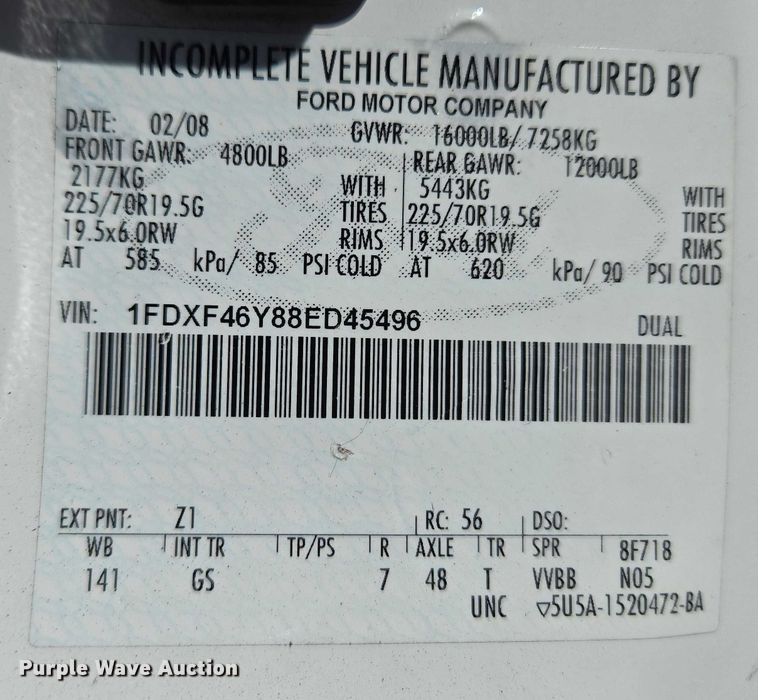 INCOMPLETE VEHICLE MANUFACTURED BY
FORD MOTOR COMPANY
DATE: 02/08 GVWR: 16000LB/ 7258KG
FRONT GAWR: 4800LB REAR GAWR: 12000LB
2177KG WITH 5443KG WITH
225/70R19.5G TIRES 225/70R19.5G TIRES
19.5x6.0RW RIMS 19.5x6.0RW RIMS
AT 585 kPa/ 85 PSI COLD AT 620 kPa/ 90 PSI COLD
VIN: 1FDXF46Y88ED45496 DUAL
EXT PNT: Z1 RC: 56 DSO:
WB INT TR TP/PS R AXLE TR SPR 8F718
141 GS 7 48 T VVBB N05
UNC ▽5U5A-1520472-BA
Purple Wave Auction